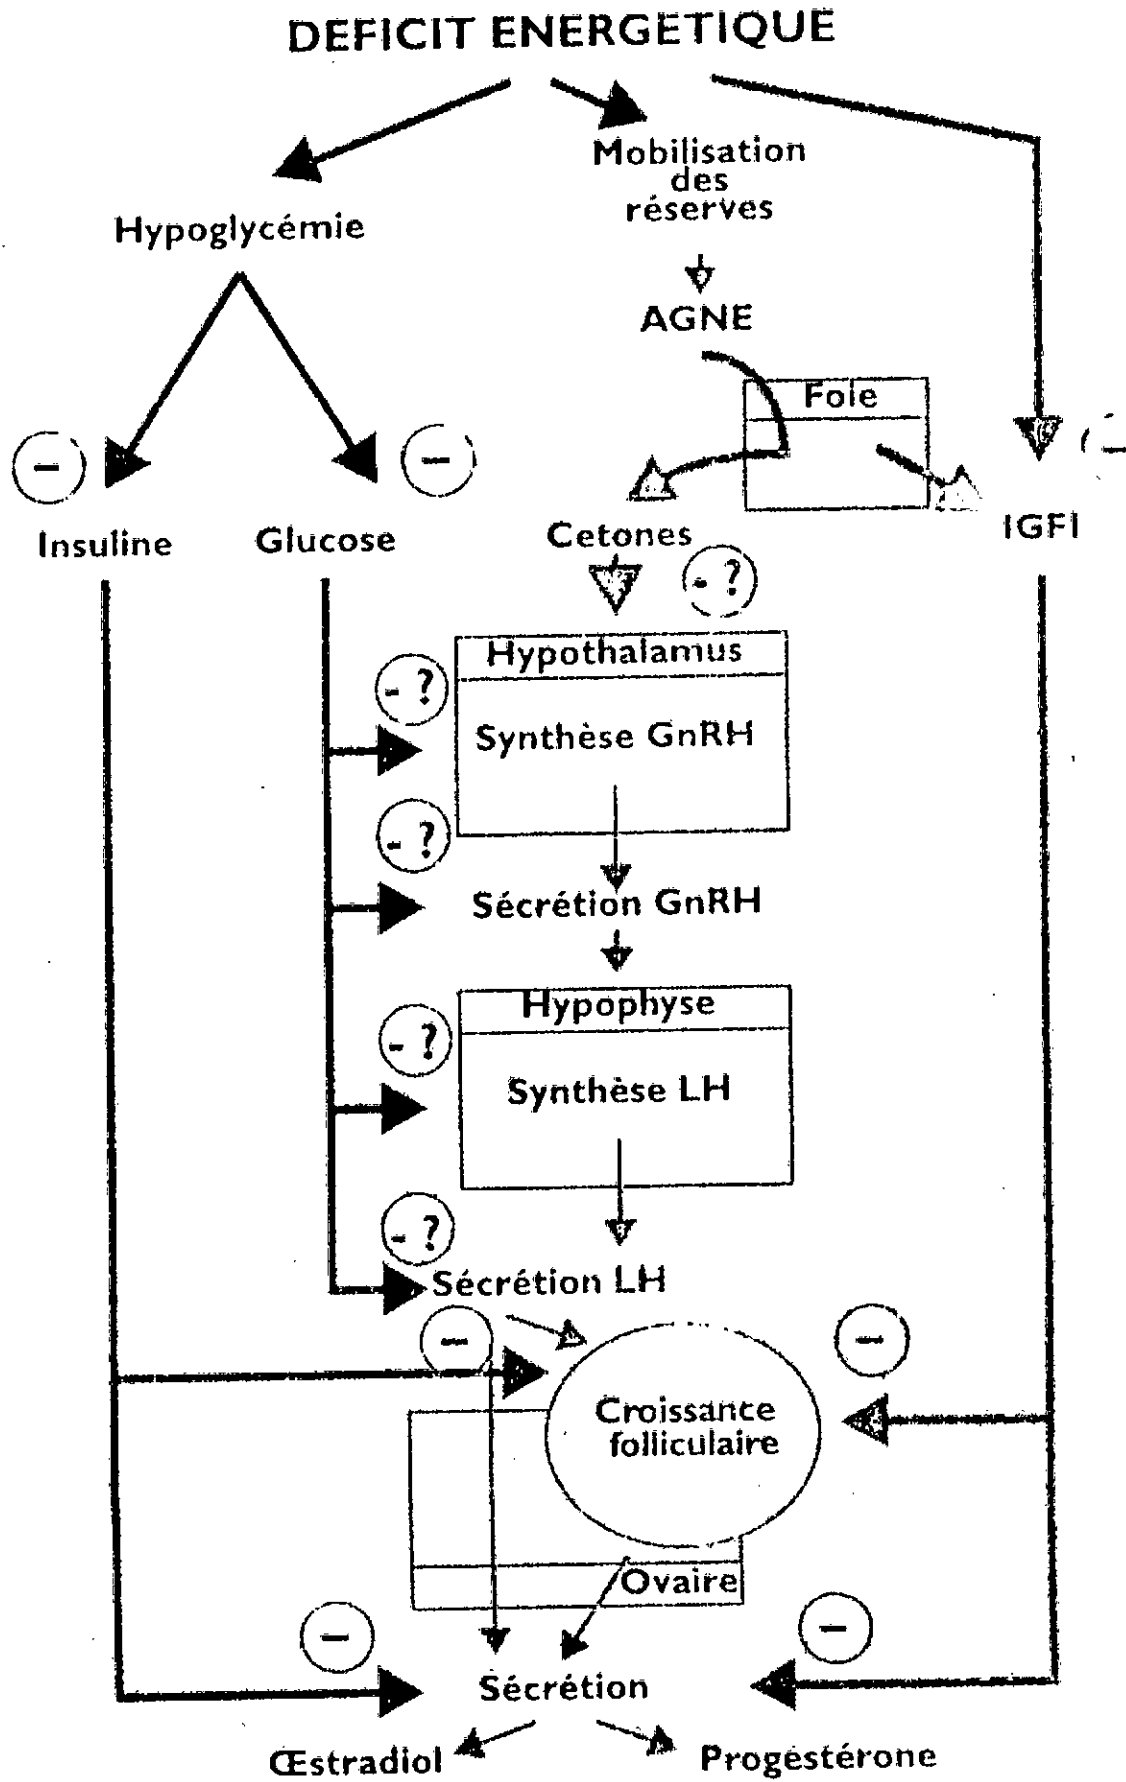 DEFICIT ENERGETIQUE
Mobilisation
des
réserves
Hypoglycémie
AGNE
Foie
−
−
(−
Insuline
Glucose
Cetones
IGFI
- ?
Hypothalamus
- ?
Synthèse GnRH
- ?
Sécrétion GnRH
Hypophyse
- ?
Synthèse LH
- ?
Sécrétion LH
−
−
Croissance
folliculaire
Ovaire
−
−
Sécrétion
Œstradiol
Progestérone